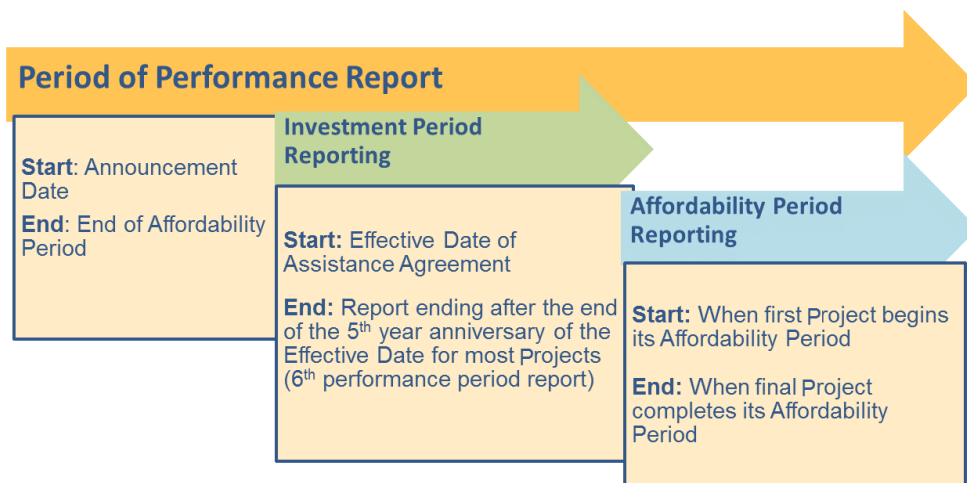 Period of Performance Report
Start: Announcement
Date
End: End of Affordability
Period
Investment Period
Reporting
Start: Effective Date of
Assistance Agreement
End: Report ending after the end
of the 5th year anniversary of the
Effective Date for most Projects
(6th performance period report)
Affordability Period
Reporting
Start: When first Project begins
its Affordability Period
End: When final Project
completes its Affordability
Period